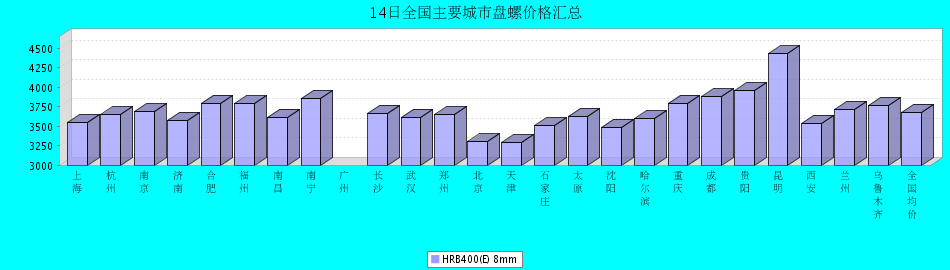 14日全国主要城市盘螺价格汇总
4500
4250
4000
3750
3500
3250
3000
上海
杭州
南京
济南
合肥
福州
南昌
南宁
广州
长沙
武汉
郑州
北京
天津
石家庄
太原
沈阳
哈尔滨
重庆
成都
贵阳
昆明
西安
兰州
乌鲁木齐
全国均价
HRB400(E) 8mm